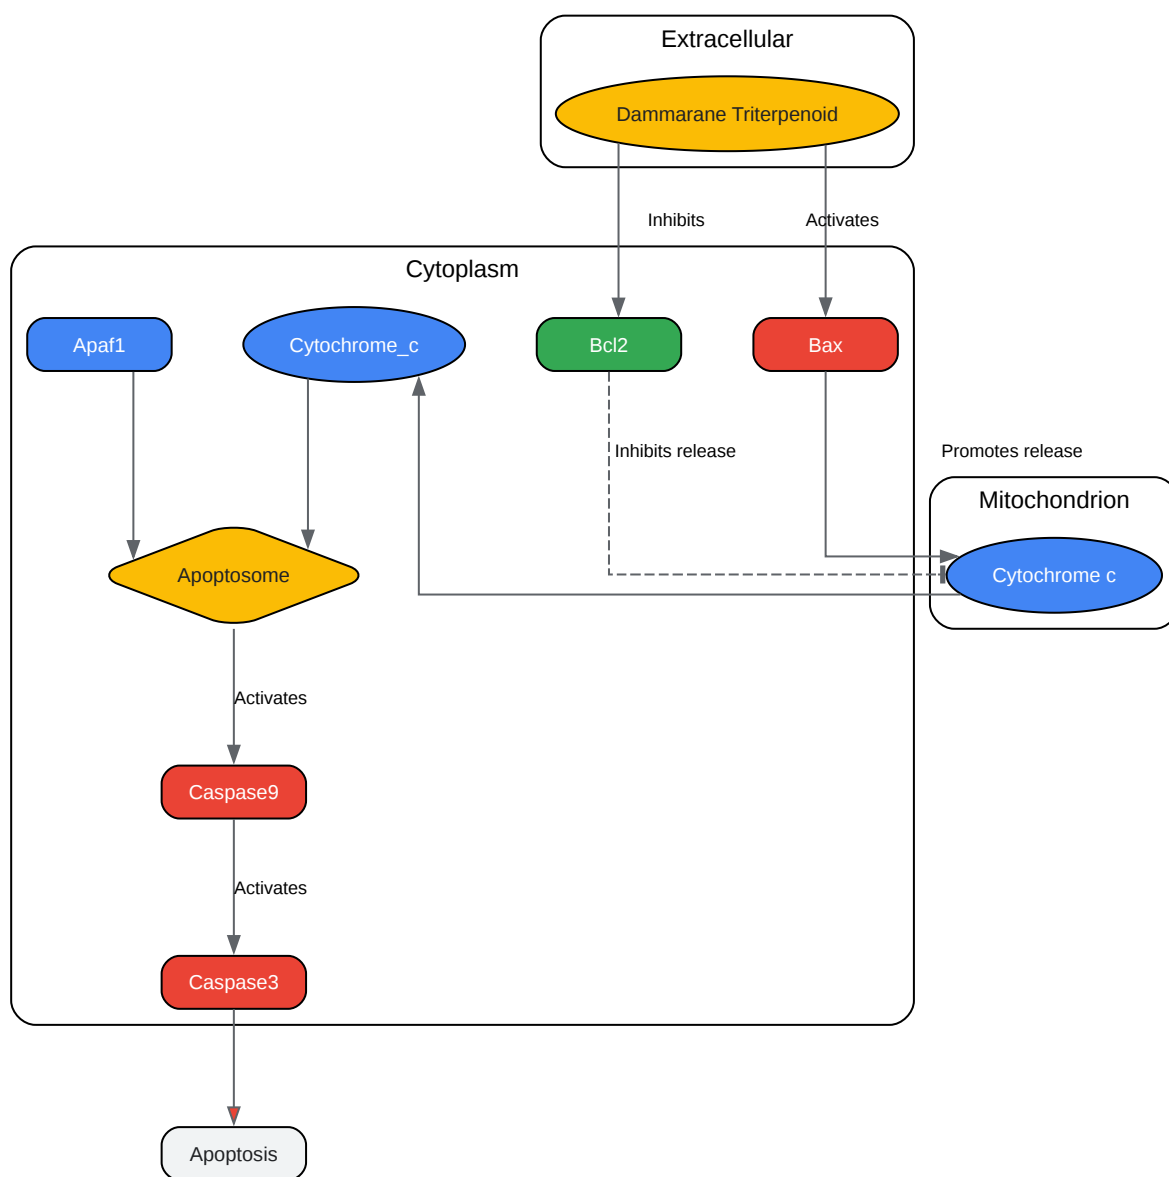 Extracellular
Dammarane Triterpenoid
Inhibits
Activates
Cytoplasm
Apaf1
Cytochrome_c
Bcl2
Bax
Inhibits release
Promotes release
Mitochondrion
Apoptosome
Cytochrome c
Activates
Caspase9
Activates
Caspase3
Apoptosis